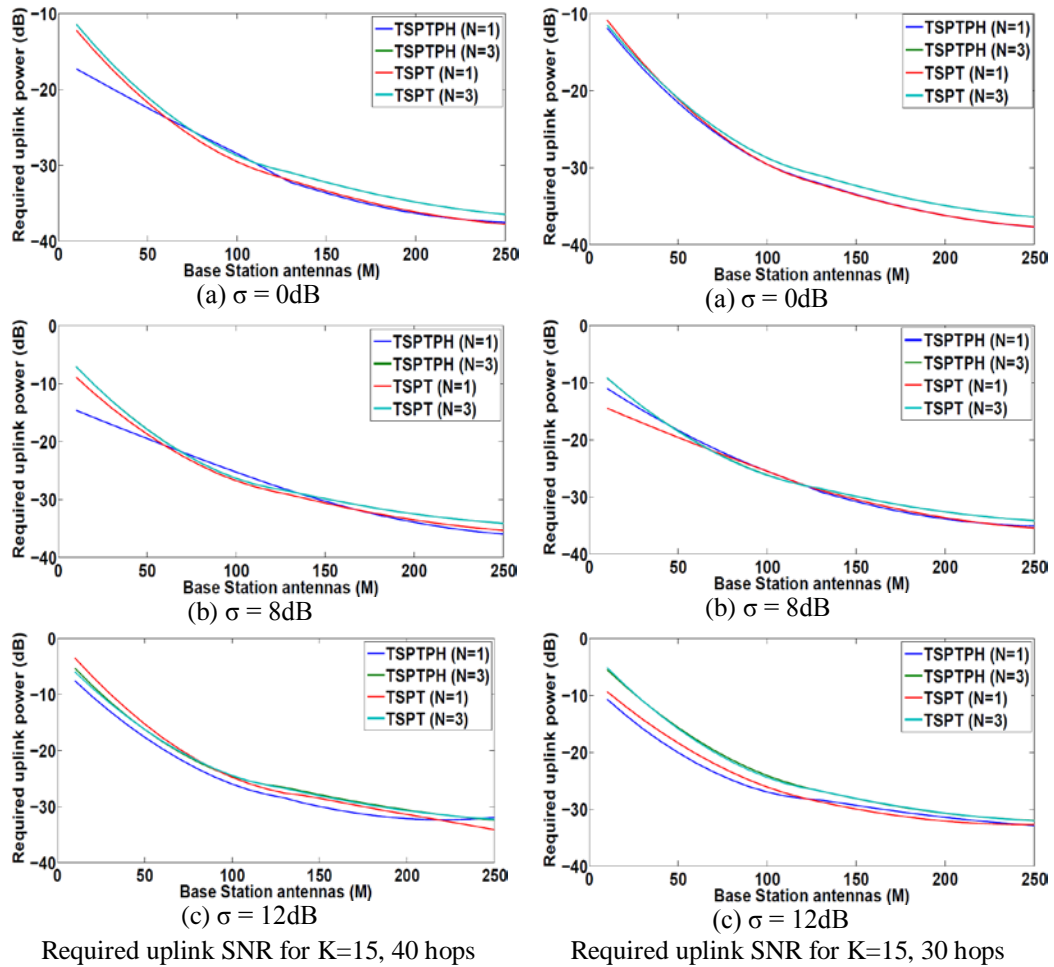 −10
−20
−30
−40
Required uplink power (dB)
TSPTPH (N=1)
TSPTPH (N=3)
TSPT (N=1)
TSPT (N=3)
0 50 100 150 200 250
Base Station antennas (M)
(a) σ = 0dB
−10
−20
−30
−40
Required uplink power (dB)
TSPTPH (N=1)
TSPTPH (N=3)
TSPT (N=1)
TSPT (N=3)
0 50 100 150 200 250
Base Station antennas (M)
(a) σ = 0dB
0
−10
−20
−30
−40
Required uplink power (dB)
TSPTPH (N=1)
TSPTPH (N=3)
TSPT (N=1)
TSPT (N=3)
0 50 100 150 200 250
Base Station antennas (M)
(b) σ = 8dB
0
−10
−20
−30
−40
Required uplink power (dB)
TSPTPH (N=1)
TSPTPH (N=3)
TSPT (N=1)
TSPT (N=3)
0 50 100 150 200 250
Base Station antennas (M)
(b) σ = 8dB
0
−10
−20
−30
−40
Required uplink power (dB)
TSPTPH (N=1)
TSPTPH (N=3)
TSPT (N=1)
TSPT (N=3)
0 50 100 150 200 250
Base Station antennas (M)
(c) σ = 12dB
0
−10
−20
−30
−40
Required uplink power (dB)
TSPTPH (N=1)
TSPTPH (N=3)
TSPT (N=1)
TSPT (N=3)
0 50 100 150 200 250
Base Station antennas (M)
(c) σ = 12dB
Required uplink SNR for K=15, 40 hops
Required uplink SNR for K=15, 30 hops